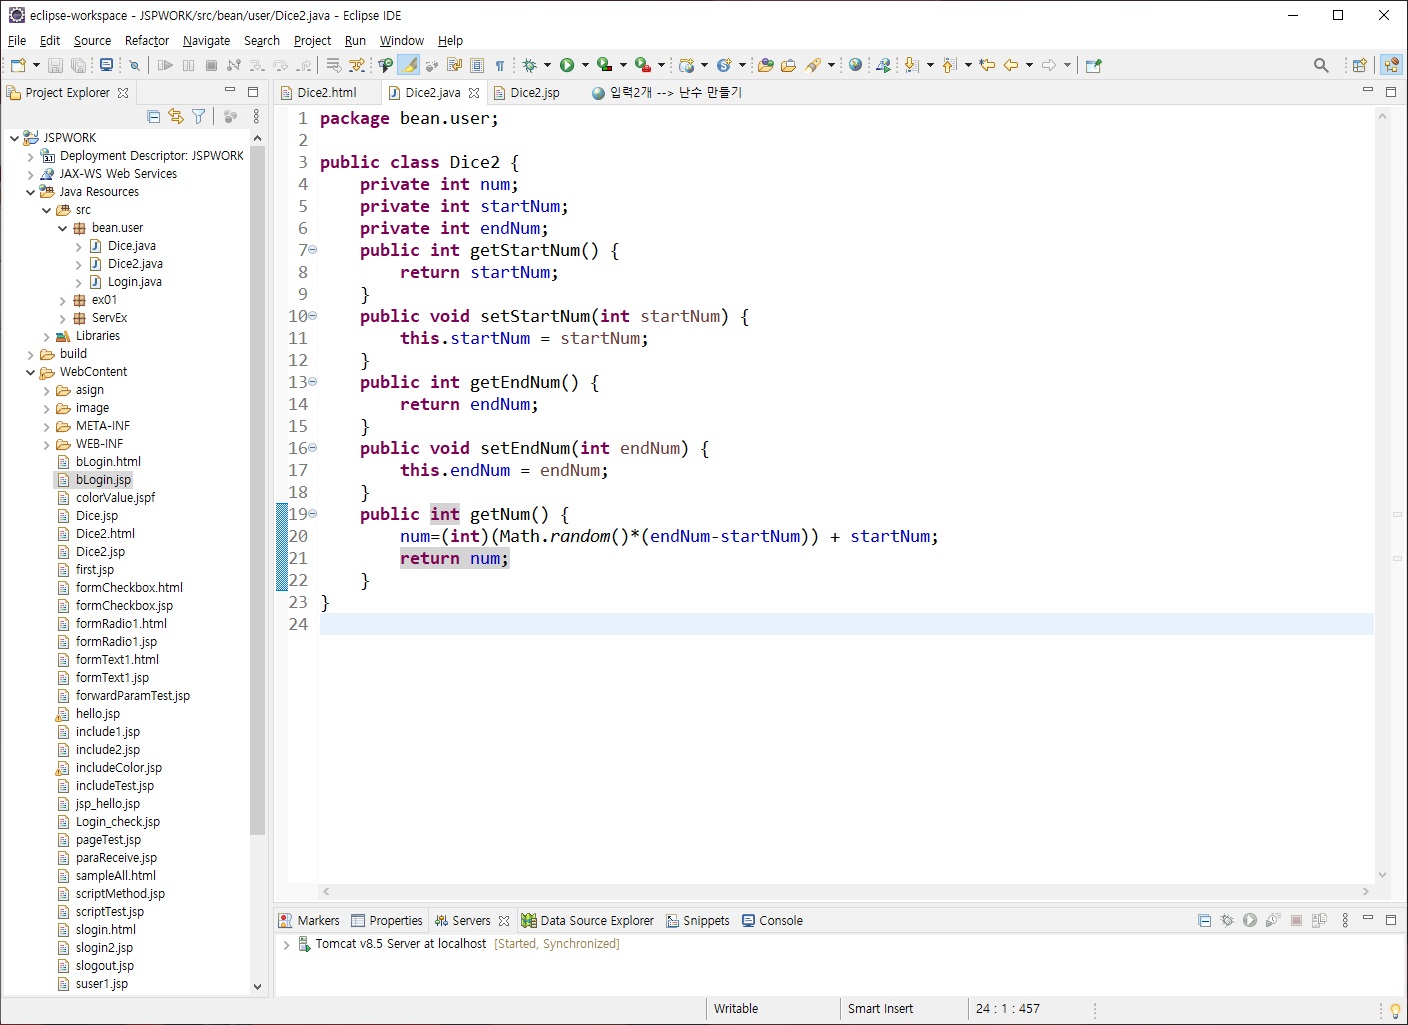 eclipse-workspace - JSPWORK/src/bean/user/Dice2.java - Eclipse IDE
File Edit Source Refactor Navigate Search Project Run Window Help
Project Explorer
JSPWORK
Deployment Descriptor: JSPWORK
JAX-WS Web Services
Java Resources
src
bean.user
Dice.java
Dice2.java
Login.java
ex01
ServEx
Libraries
build
WebContent
asign
image
META-INF
WEB-INF
bLogin.html
bLogin.jsp
colorValue.jspf
Dice.jsp
Dice2.html
Dice2.jsp
first.jsp
formCheckbox.html
formCheckbox.jsp
formRadio1.html
formRadio1.jsp
formText1.html
formText1.jsp
forwardParamTest.jsp
hello.jsp
include1.jsp
include2.jsp
includeColor.jsp
includeTest.jsp
jsp_hello.jsp
Login_check.jsp
pageTest.jsp
paraReceive.jsp
sampleAll.html
scriptMethod.jsp
scriptTest.jsp
slogin.html
slogin2.jsp
slogout.jsp
suser1.jsp
Dice2.html Dice2.java Dice2.jsp 입력2개 --> 난수 만들기
1 package bean.user;
2
3 public class Dice2 {
4 private int num;
5 private int startNum;
6 private int endNum;
7 public int getStartNum() {
8 return startNum;
9 }
10 public void setStartNum(int startNum) {
11 this.startNum = startNum;
12 }
13 public int getEndNum() {
14 return endNum;
15 }
16 public void setEndNum(int endNum) {
17 this.endNum = endNum;
18 }
19 public int getNum() {
20 num=(int)(Math.random()*(endNum-startNum)) + startNum;
21 return num;
22 }
23 }
24
Markers Properties Servers Data Source Explorer Snippets Console
Tomcat v8.5 Server at localhost [Started, Synchronized]
Writable Smart Insert 24 : 1 : 457